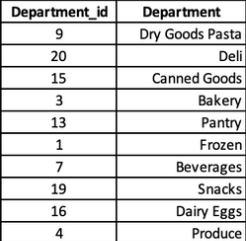 Department_id Department
9 Dry Goods Pasta
20 Deli
15 Canned Goods
3 Bakery
13 Pantry
1 Frozen
7 Beverages
19 Snacks
16 Dairy Eggs
4 Produce